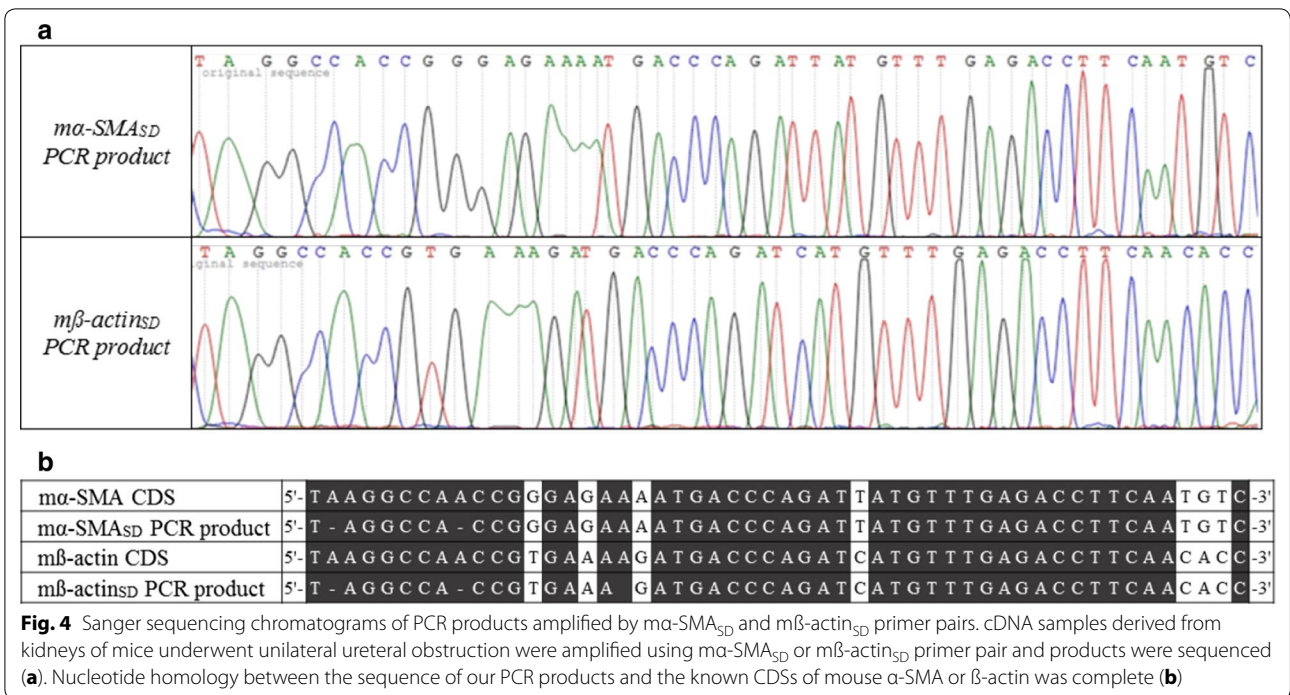 a
mα-SMASD
PCR product
T A G G C C A C C G G G A G A A A A T G A C C C A G A T T A T G T T T G A G A C C T T C A A T G T C
original sequence
mß-actinSD
PCR product
T A G G C C A C C G T G A A A G A T G A C C C A G A T C A T G T T T G A G A C C T T C A A C A C C
ginal sequence
b
mα-SMA CDS 5'- T A A G G C C A A C C G G G A G A A A A T G A C C C A G A T T A T G T T T G A G A C C T T C A A T G T C -3'
mα-SMASD PCR product 5'- T - A G G C C A - C C G G G A G A A A A T G A C C C A G A T T A T G T T T G A G A C C T T C A A T G T C -3'
mß-actin CDS 5'- T A A G G C C A A C C G T G A A A A G A T G A C C C A G A T C A T G T T T G A G A C C T T C A A C A C C -3'
mß-actinSD PCR product 5'- T - A G G C C A - C C G T G A A A G A T G A C C C A G A T C A T G T T T G A G A C C T T C A A C A C C -3'
Fig. 4 Sanger sequencing chromatograms of PCR products amplified by mα-SMASD and mß-actinSD primer pairs. cDNA samples derived from
kidneys of mice underwent unilateral ureteral obstruction were amplified using mα-SMASD or mß-actinSD primer pair and products were sequenced
(a). Nucleotide homology between the sequence of our PCR products and the known CDSs of mouse α-SMA or ß-actin was complete (b)